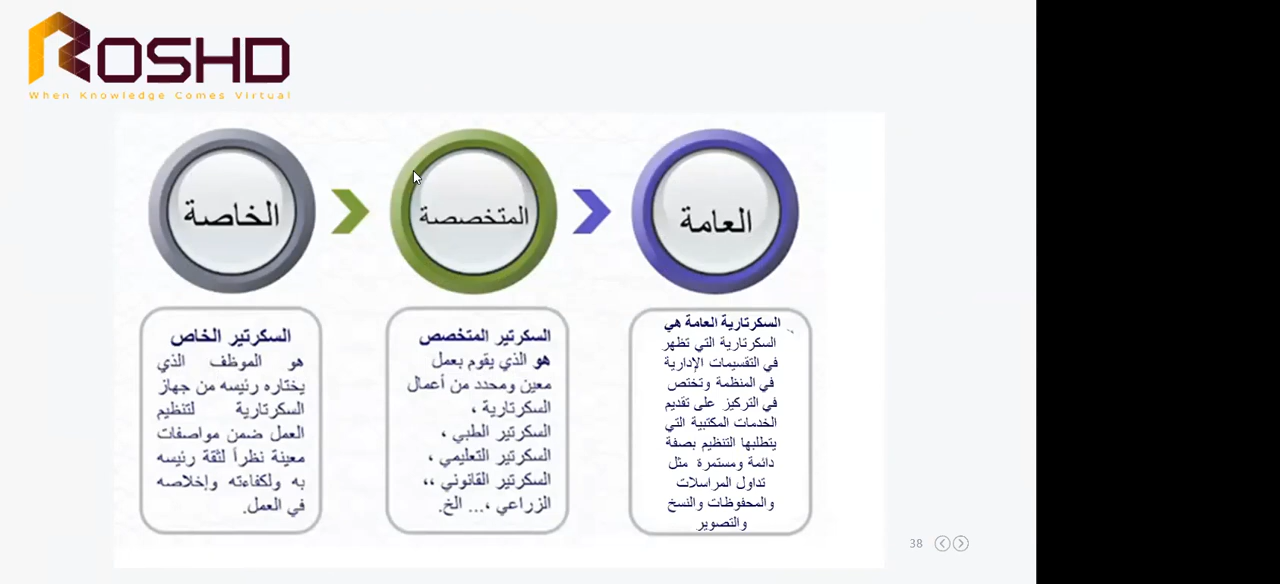 ROSHD
When Knowledge Comes Virtual
العامة
المتخصصة
الخاصة
السكرتارية العامة هي
السكرتارية التي تظهر
في التقسيمات الإدارية
في المنظمة وتختص
في التركيز على تقديم
الخدمات المكتبية التي
يتطلبها التنظيم بصفة
دائمة ومستمرة مثل
تداول المراسلات
والمحفوظات والنسخ
والتصوير
السكرتير المتخصص
هو الذي يقوم بعمل
معين ومحدد من أعمال
السكرتارية ،
السكرتير الطبي ،
السكرتير التعليمي ،
السكرتير القانوني ،،
الزراعي ،... الخ.
السكرتير الخاص
هو الموظف الذي
يختاره رئيسه من جهاز
السكرتارية لتنظيم
العمل ضمن مواصفات
معينة نظراً لثقة رئيسه
به ولكفاءته وإخلاصه
في العمل.
38